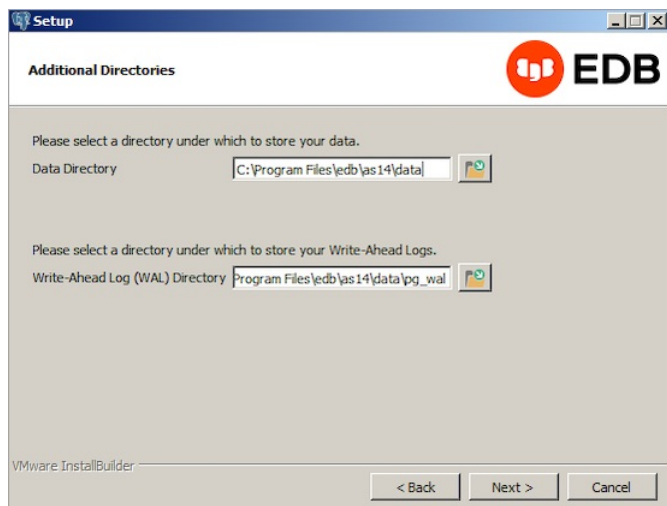 Setup
Additional Directories
EDB
Please select a directory under which to store your data.
Data Directory C:\Program Files\edb\as14\data
Please select a directory under which to store your Write-Ahead Logs.
Write-Ahead Log (WAL) Directory Program Files\edb\as14\data\pg_wal
VMware InstallBuilder
< Back Next > Cancel